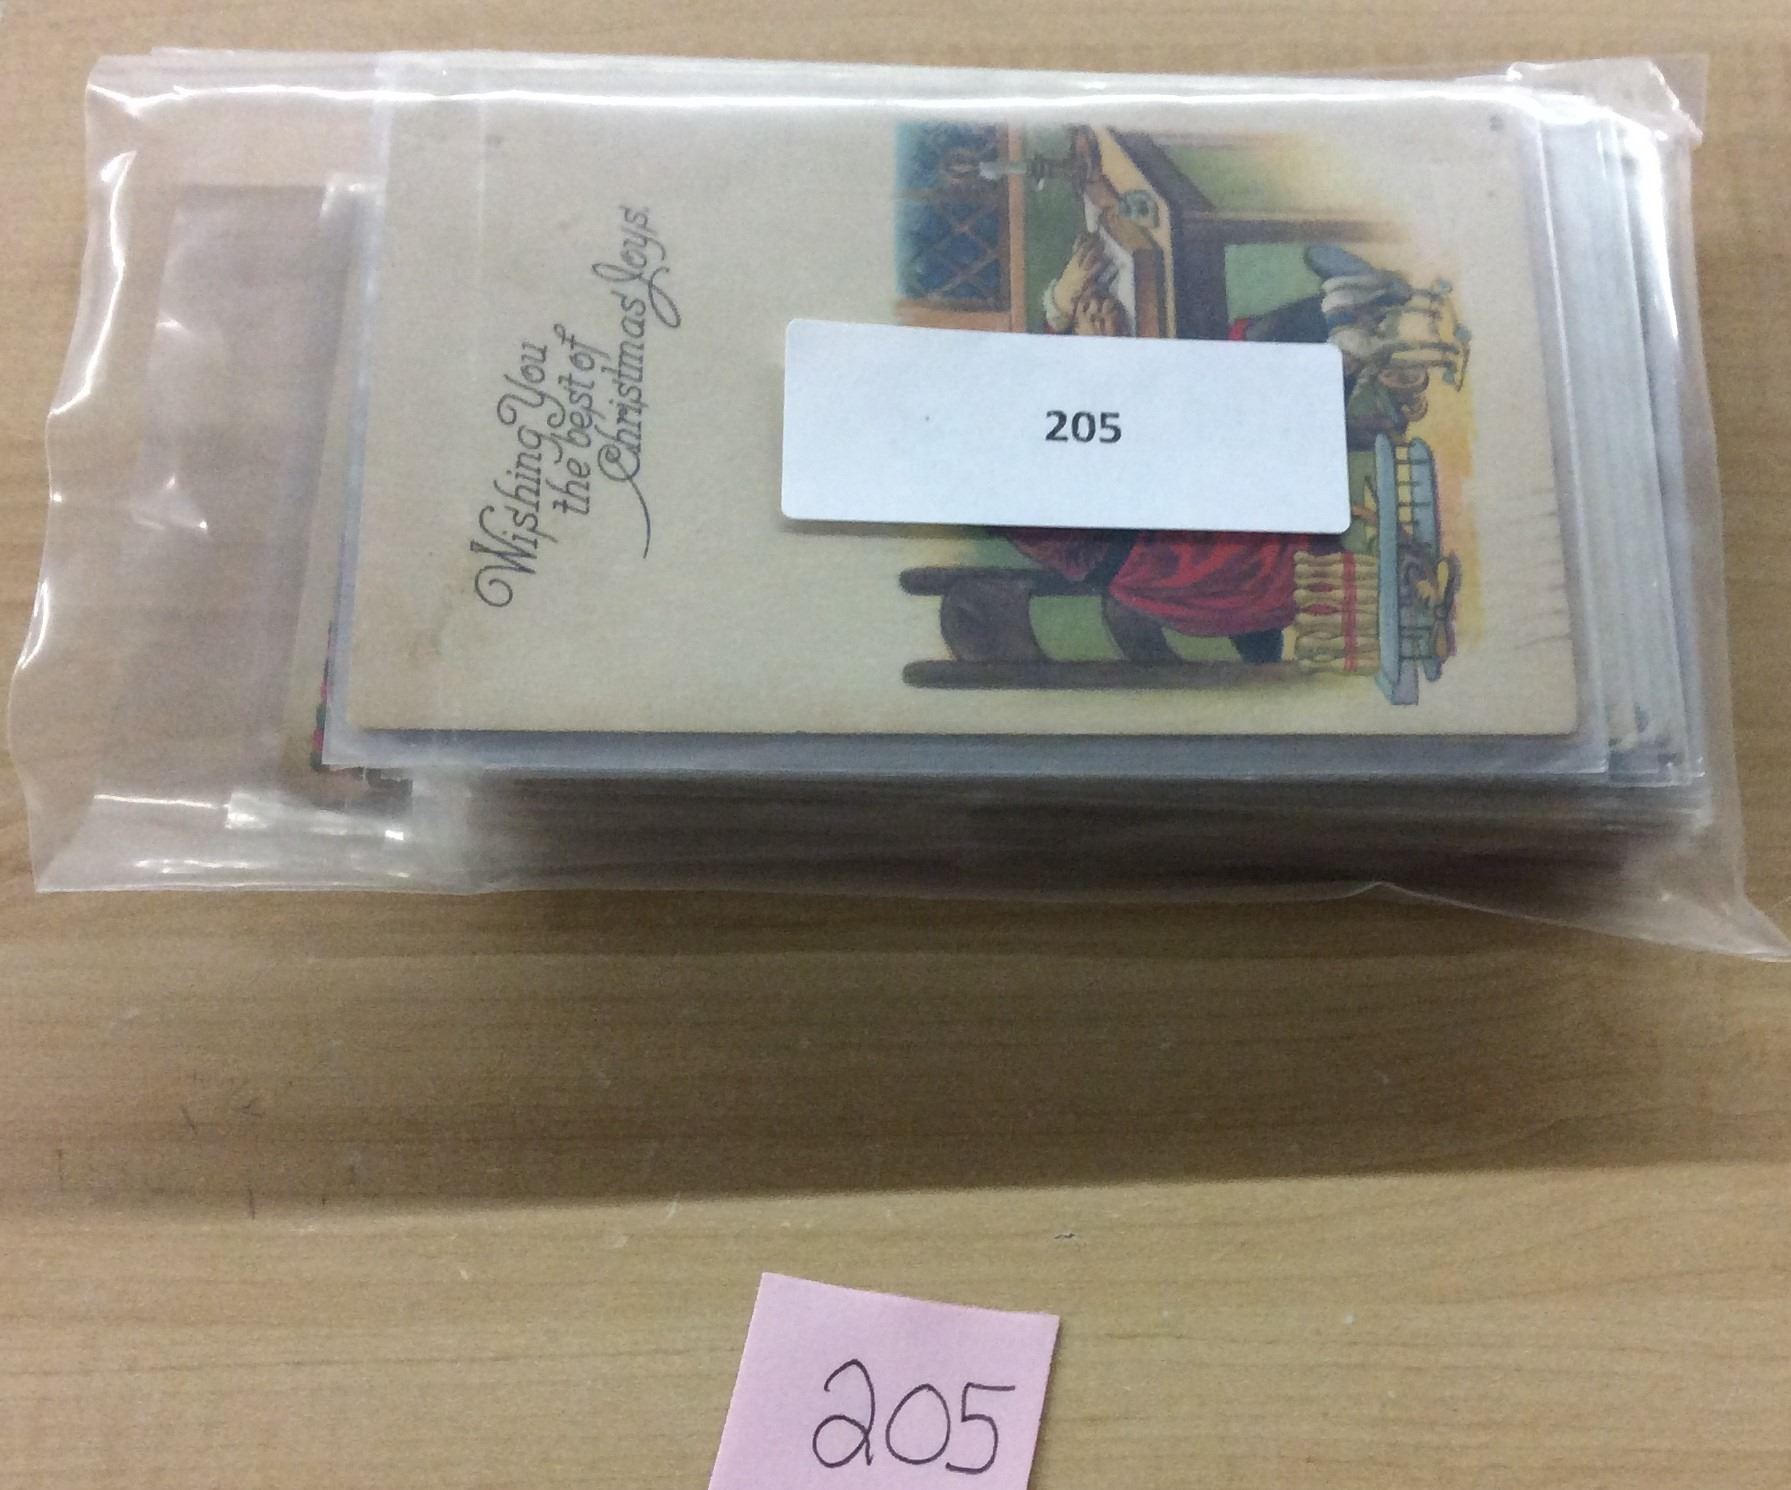 Wishing You
the best of
Christmas Joys.
205
205